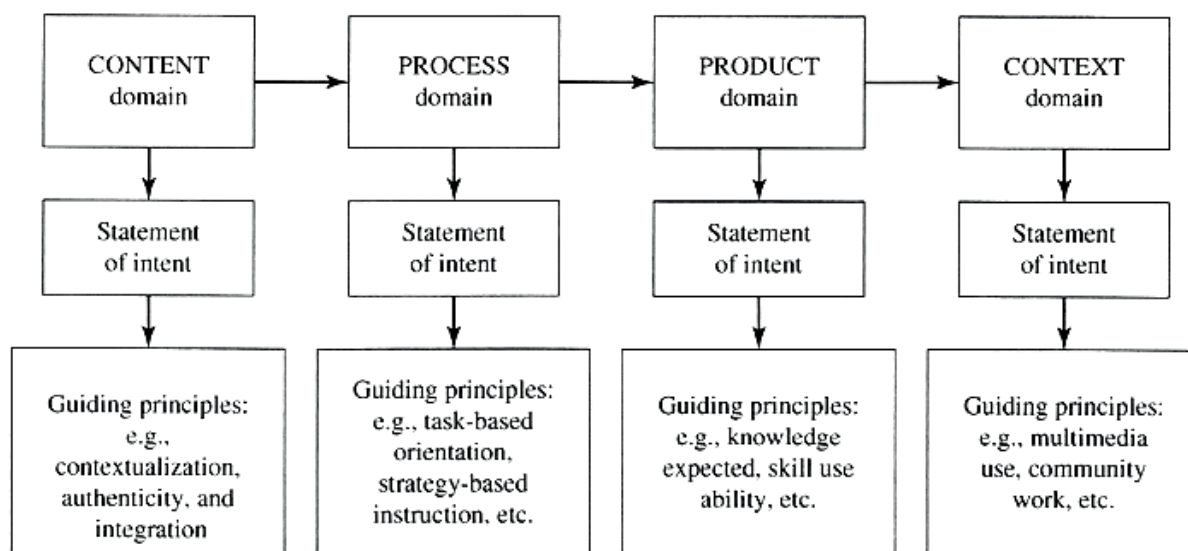 CONTENT
domain
PROCESS
domain
PRODUCT
domain
CONTEXT
domain
Statement
of intent
Statement
of intent
Statement
of intent
Statement
of intent
Guiding principles:
e.g.,
contextualization,
authenticity, and
integration
Guiding principles:
e.g., task-based
orientation,
strategy-based
instruction, etc.
Guiding principles:
e.g., knowledge
expected, skill use
ability, etc.
Guiding principles:
e.g., multimedia
use, community
work, etc.